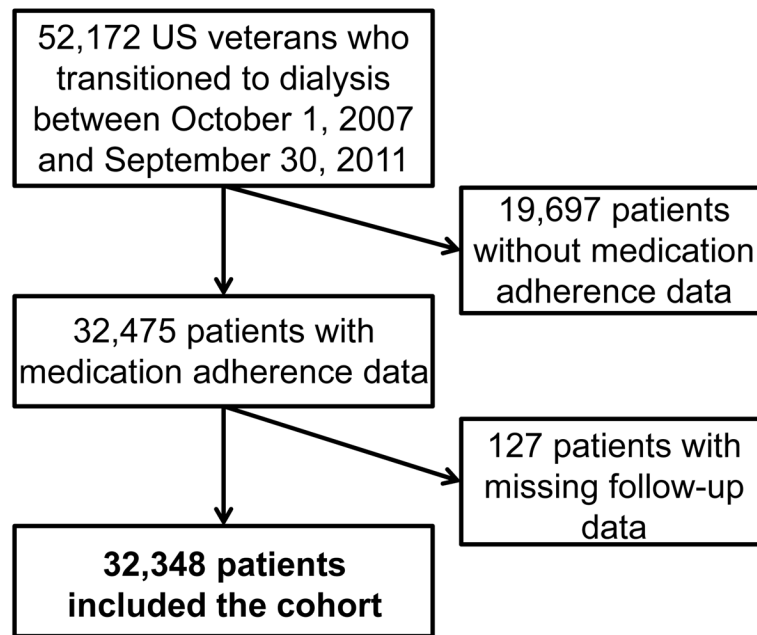 52,172 US veterans who
transitioned to dialysis
between October 1, 2007
and September 30, 2011
19,697 patients
without medication
adherence data
32,475 patients with
medication adherence data
127 patients with
missing follow-up
data
32,348 patients
included the cohort